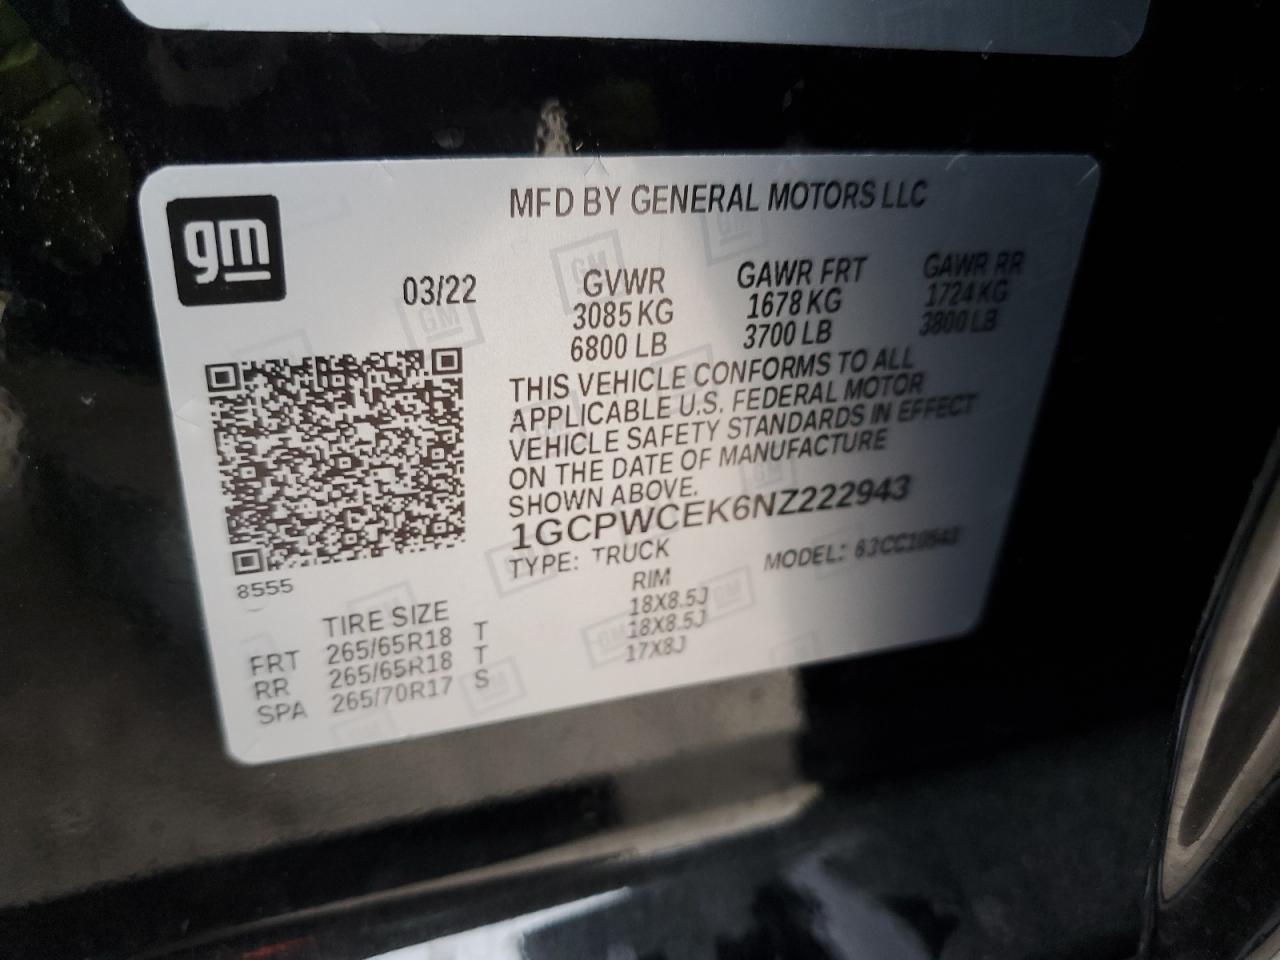 gm
MFD BY GENERAL MOTORS LLC
03/22
GVWR GAWR FRT GAWR RR
3085 KG 1678 KG 1724 KG
6800 LB 3700 LB 3800 LB
THIS VEHICLE CONFORMS TO ALL
APPLICABLE U.S. FEDERAL MOTOR
VEHICLE SAFETY STANDARDS IN EFFECT
ON THE DATE OF MANUFACTURE
SHOWN ABOVE.
1GCPWCEK6NZ222943
TYPE: TRUCK MODEL:
8555
TIRE SIZE RIM
FRT 265/65R18 T 18X8.5J
RR 265/65R18 T 18X8.5J
SPA 265/70R17 S 17X8J